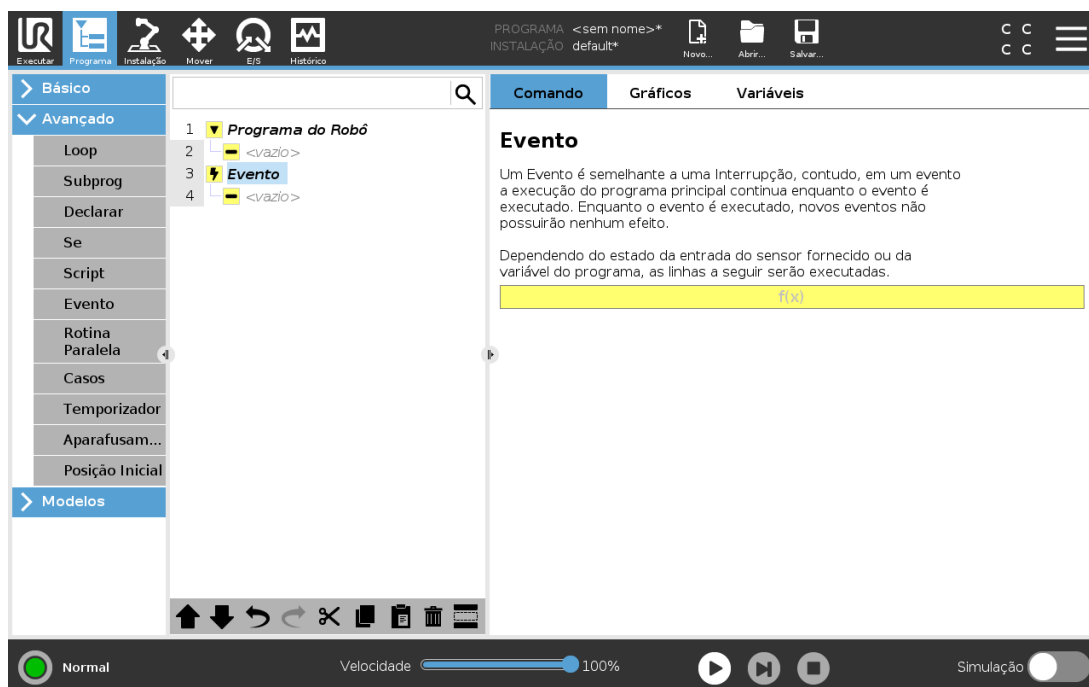 PROGRAMA <sem nome>*
INSTALAÇÃO default*
UR
Executar
Programa
Instalação
Mover
E/S
Histórico
Novo...
Abrir...
Salvar...
C C
C C
Básico
Avançado
Loop
Subprog
Declarar
Se
Script
Evento
Rotina
Paralela
Casos
Temporizador
Aparafusam...
Posição Inicial
Modelos
1 Programa do Robô
2 <vazio>
3 Evento
4 <vazio>
Comando Gráficos Variáveis
Evento
Um Evento é semelhante a uma Interrupção, contudo, em um evento
a execução do programa principal continua enquanto o evento é
executado. Enquanto o evento é executado, novos eventos não
possuirão nenhum efeito.
Dependendo do estado da entrada do sensor fornecido ou da
variável do programa, as linhas a seguir serão executadas.
f(x)
Normal
Velocidade 100%
Simulação